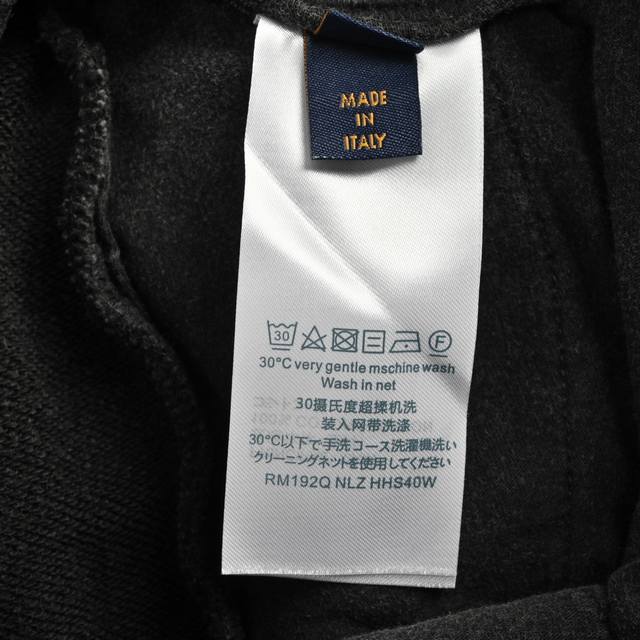 MADE
IN
ITALY
30
30°C very gentle mschine wash
Wash in net
30摄氏度超揉机洗
装入网带洗涤
30°C以下で手洗コース洗濯機洗い
クリーニングネットを使用してください
RM192Q NLZ HHS40W